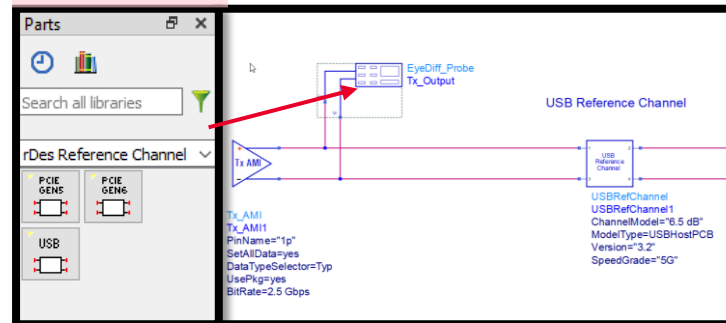 Parts
Search all libraries
rDes Reference Channel
PCIE
GEN5
PCIE
GEN6
USB
EyeDiff_Probe
Tx_Output
USB Reference Channel
Tx AMI
USB
Reference
Channel
Tx_AMI
Tx_AMI1
PinName="1p"
SetAllData=yes
DataTypeSelector=Typ
UsePkg=yes
BitRate=2.5 Gbps
USBRefChannel
USBRefChannel1
ChannelModel="6.5 dB"
ModelType=USBHostPCB
Version="3.2"
SpeedGrade="5G"